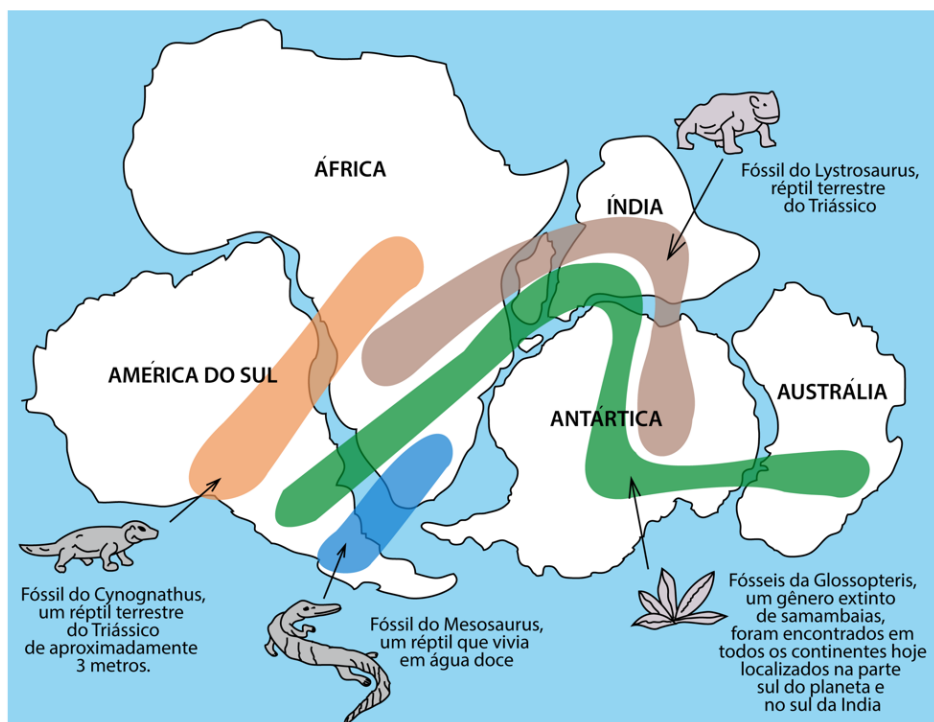 ÁFRICA
Fóssil do Lystrosaurus,
réptil terrestre
do Triássico
ÍNDIA
AMÉRICA DO SUL
ANTÁRTICA
AUSTRÁLIA
Fóssil do Cynognathus,
um réptil terrestre
do Triássico
de aproximadamente
3 metros.
Fóssil do Mesosaurus,
um réptil que vivia
em água doce
Fósseis da Glossopteris,
um gênero extinto
de samambaias,
foram encontrados em
todos os continentes hoje
localizados na parte
sul do planeta e
no sul da India